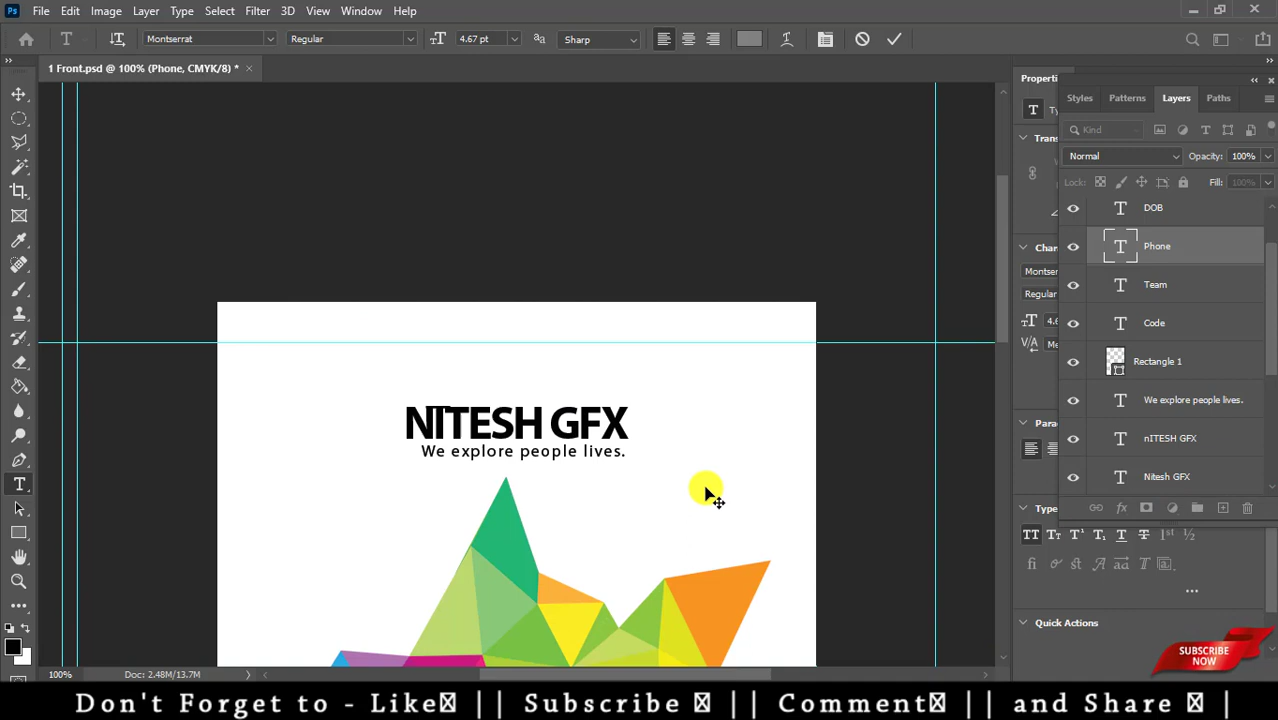 Ps File Edit Image Layer Type Select Filter 3D View Window Help
Montserrat Regular 4.67 pt Sharp
1 Front.psd @ 100% (Phone, CMYK/8) *
Styles Patterns Layers Paths
Kind
Normal Opacity: 100%
Lock: Fill: 100%
DOB
Phone
Team
Code
Rectangle 1
We explore people lives.
nITESH GFX
Nitesh GFX
NITESH GFX
We explore people lives.
Quick Actions
100% Doc: 2.48M/13.7M
SUBSCRIBE
NOW
Don't Forget to - Like || Subscribe || Comment || and Share |